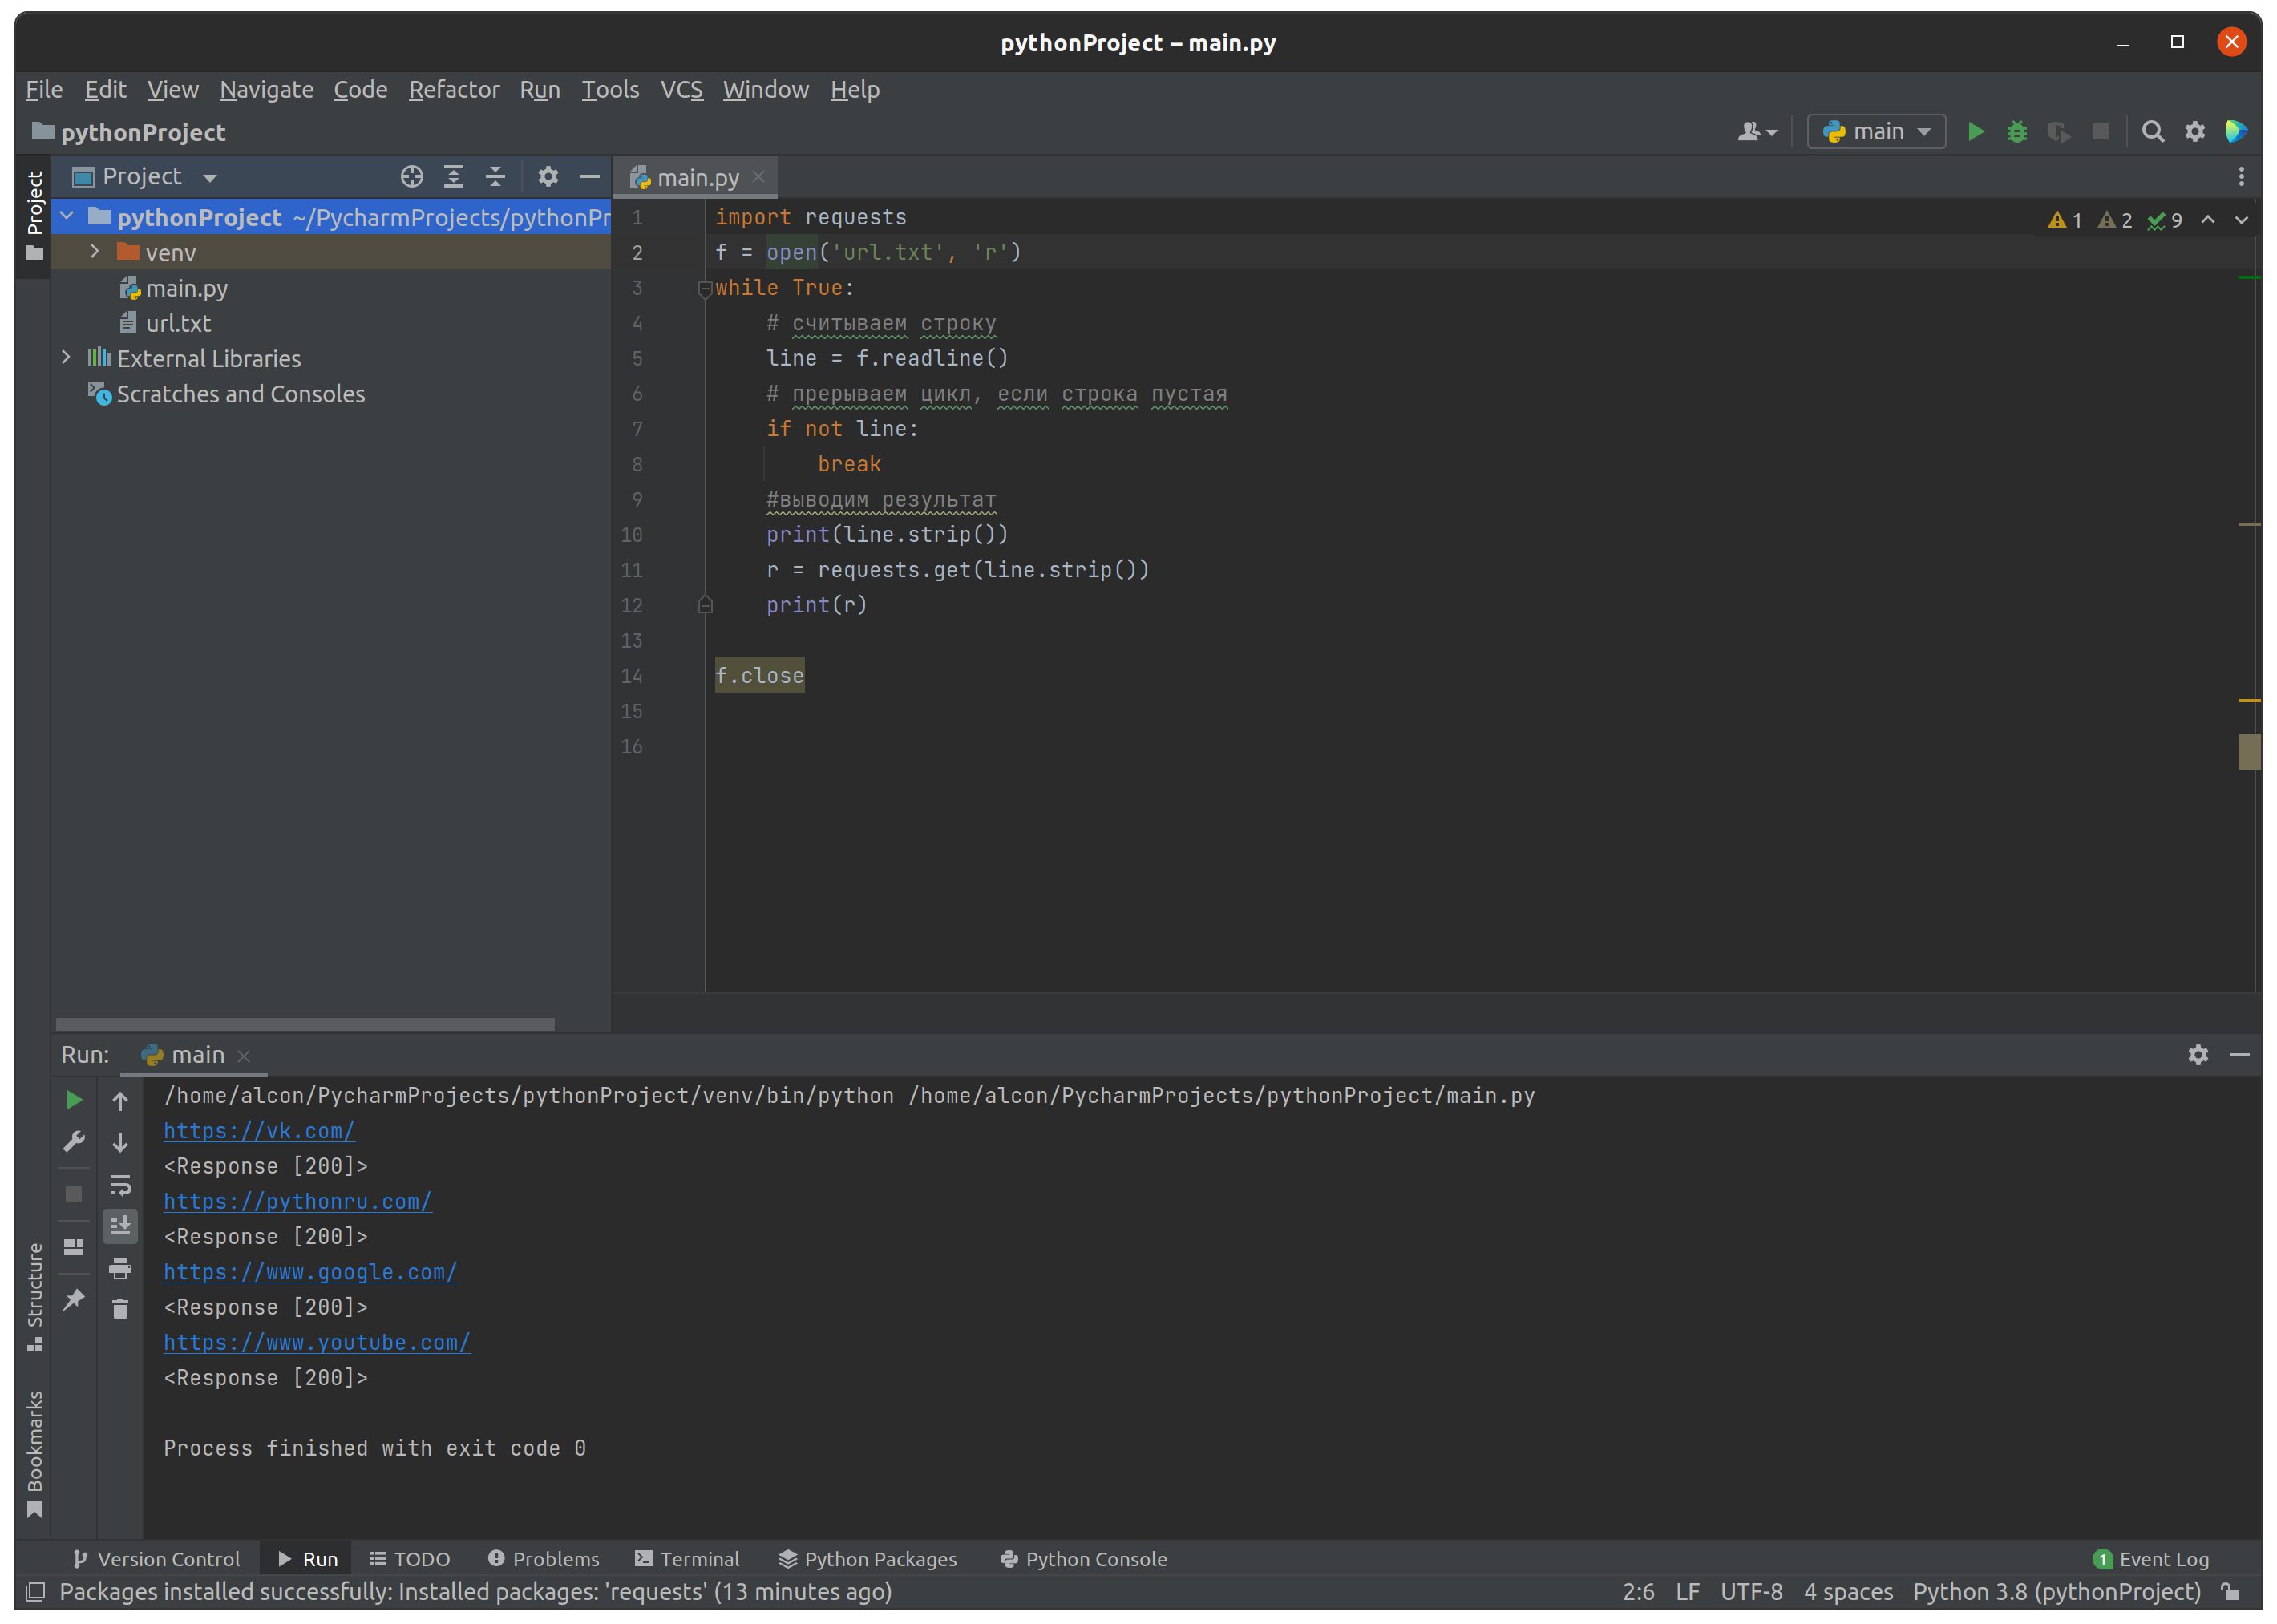 pythonProject – main.py
File Edit View Navigate Code Refactor Run Tools VCS Window Help
pythonProject
main
Project
Project
main.py
pythonProject ~/PycharmProjects/pythonPr
venv
main.py
url.txt
External Libraries
Scratches and Consoles
1 2 9
1 import requests
2 f = open('url.txt', 'r')
3 while True:
4 # считываем строку
5 line = f.readline()
6 # прерываем цикл, если строка пустая
7 if not line:
8 break
9 #выводим результат
10 print(line.strip())
11 r = requests.get(line.strip())
12 print(r)
13
14 f.close
15
16
Run: main
/home/alcon/PycharmProjects/pythonProject/venv/bin/python /home/alcon/PycharmProjects/pythonProject/main.py
https://vk.com/
<Response [200]>
https://pythonru.com/
<Response [200]>
https://www.google.com/
<Response [200]>
https://www.youtube.com/
<Response [200]>
Process finished with exit code 0
Structure
Bookmarks
Version Control Run TODO Problems Terminal Python Packages Python Console 1 Event Log
Packages installed successfully: Installed packages: 'requests' (13 minutes ago) 2:6 LF UTF-8 4 spaces Python 3.8 (pythonProject)